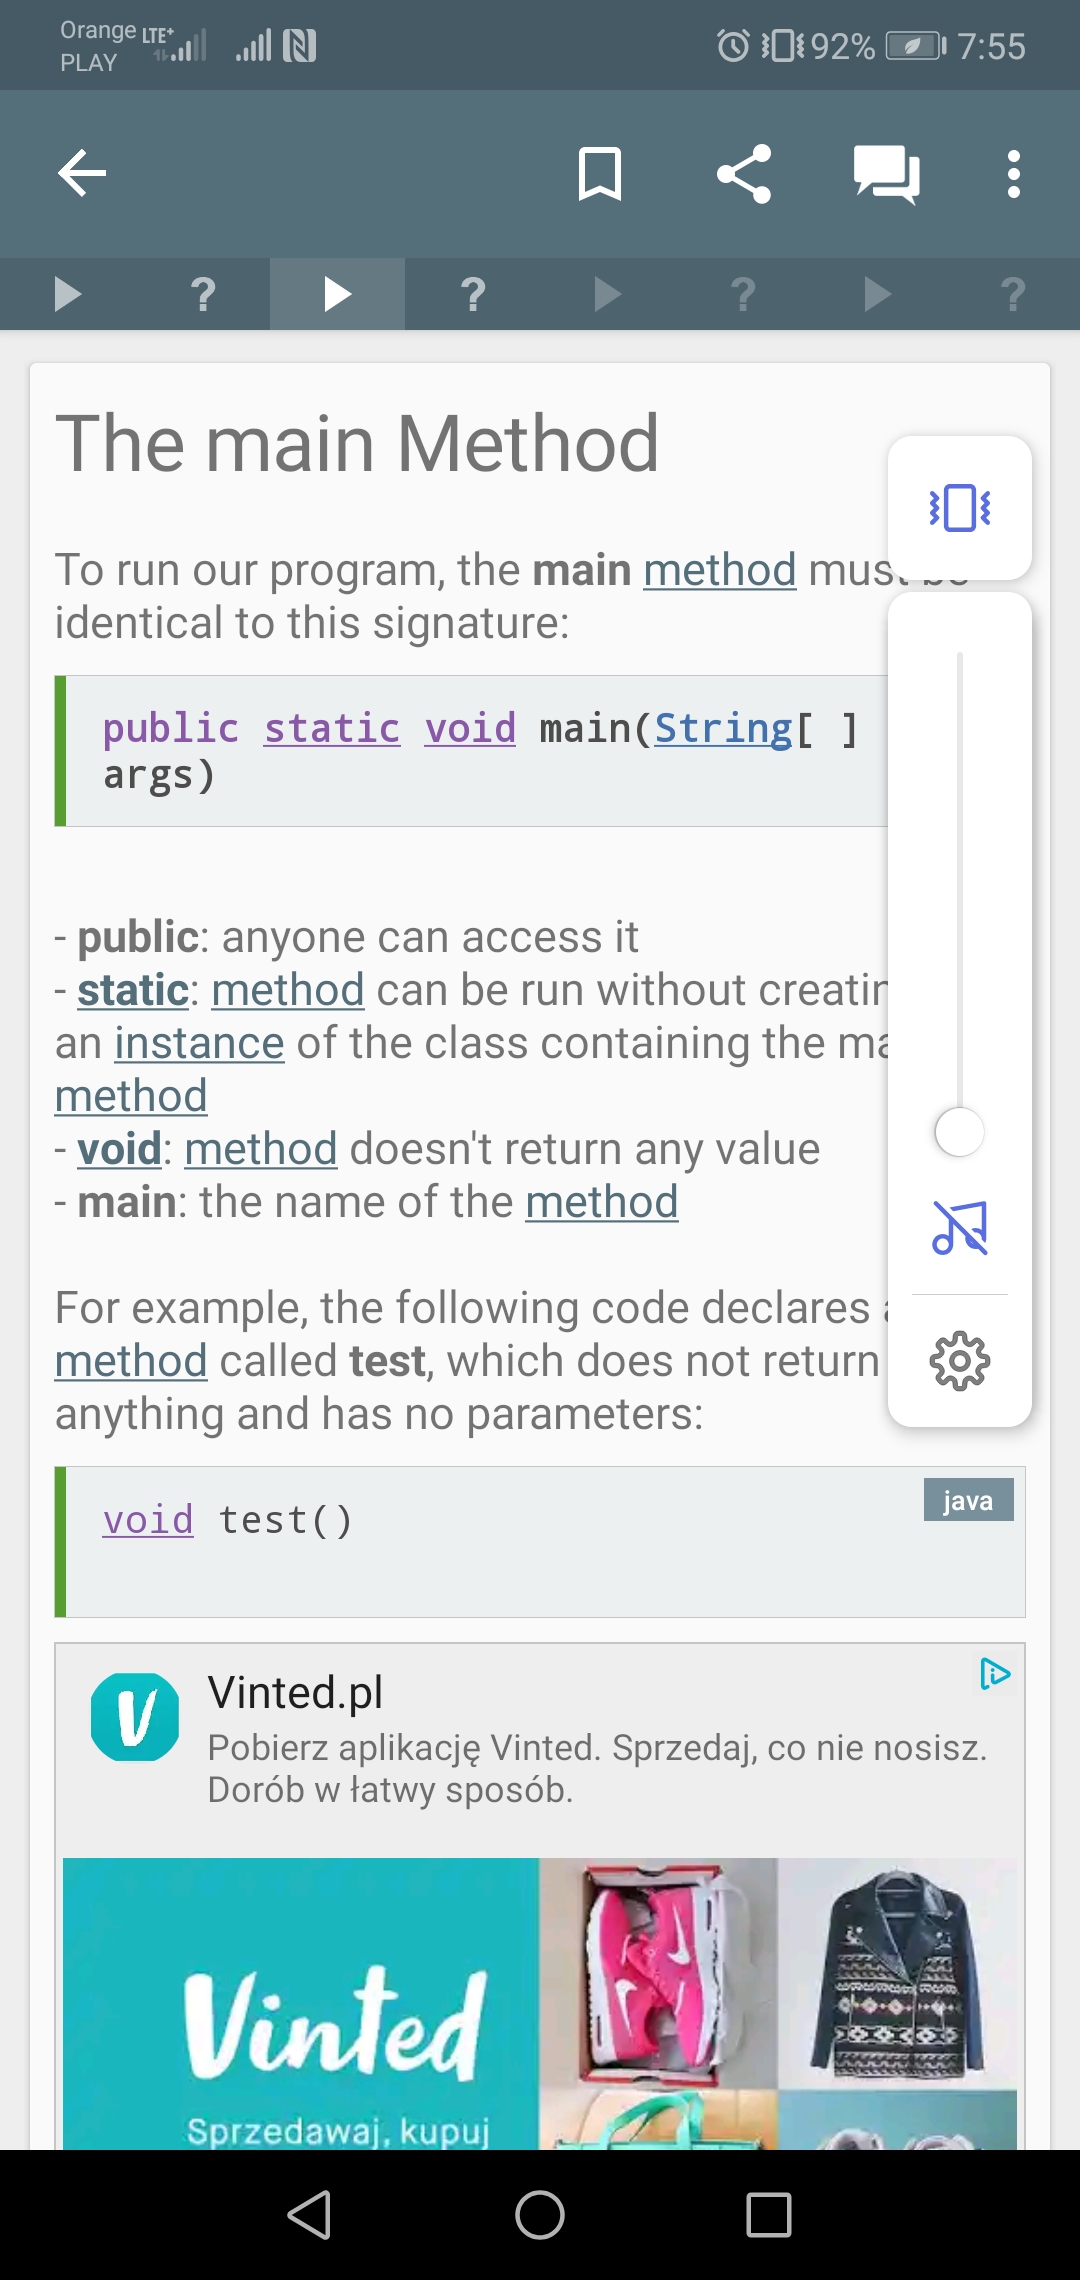 Orange LTE+
PLAY
92% 7:55
? ? ? ?
The main Method
To run our program, the main method must be
identical to this signature:
public static void main(String[ ]
args)
- public: anyone can access it
- static: method can be run without creatin
an instance of the class containing the ma
method
- void: method doesn't return any value
- main: the name of the method
For example, the following code declares a
method called test, which does not return
anything and has no parameters:
java
void test()
Vinted.pl
Pobierz aplikację Vinted. Sprzedaj, co nie nosisz.
Dorób w łatwy sposób.
Vinted
Sprzedawaj, kupuj